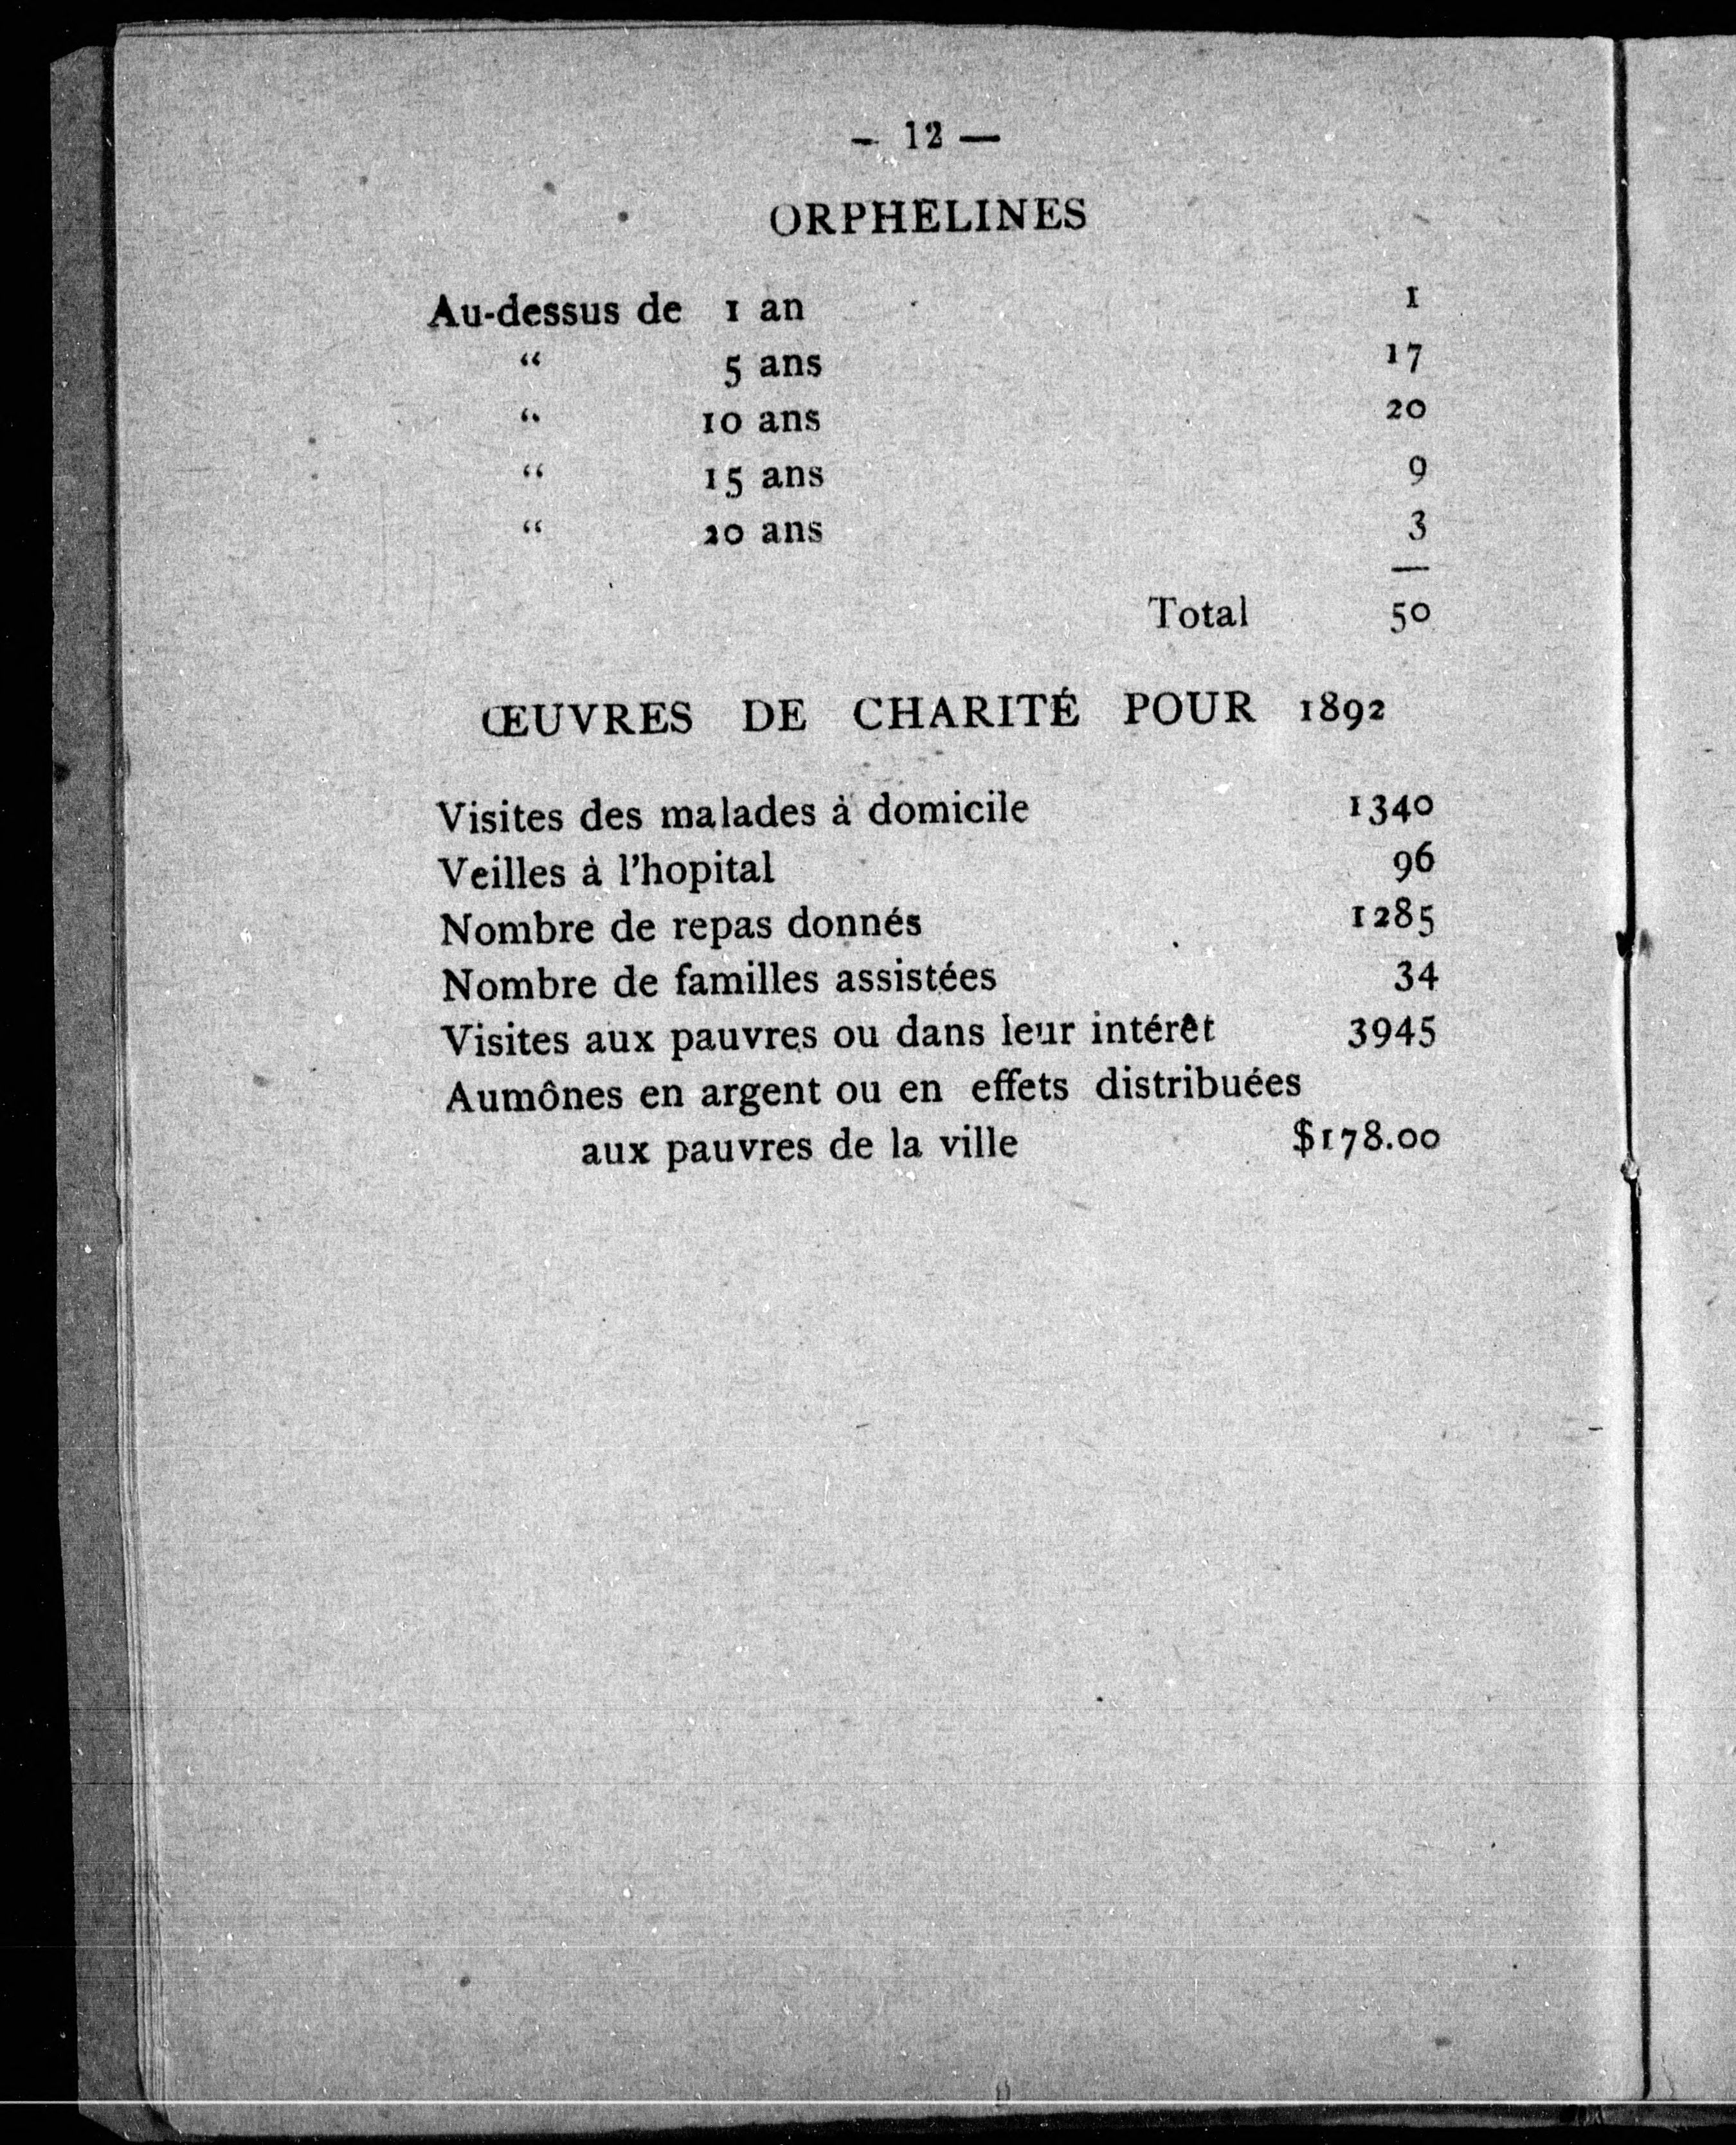 — 12 —
ORPHELINES
Au-dessus de 1 an 1
“ 5 ans 17
“ 10 ans 20
“ 15 ans 9
“ 20 ans 3
Total 50
ŒUVRES DE CHARITÉ POUR 1892
Visites des malades à domicile 1340
Veilles à l'hopital 96
Nombre de repas donnés 1285
Nombre de familles assistées 34
Visites aux pauvres ou dans leur intérêt 3945
Aumônes en argent ou en effets distribuées
aux pauvres de la ville $178.00